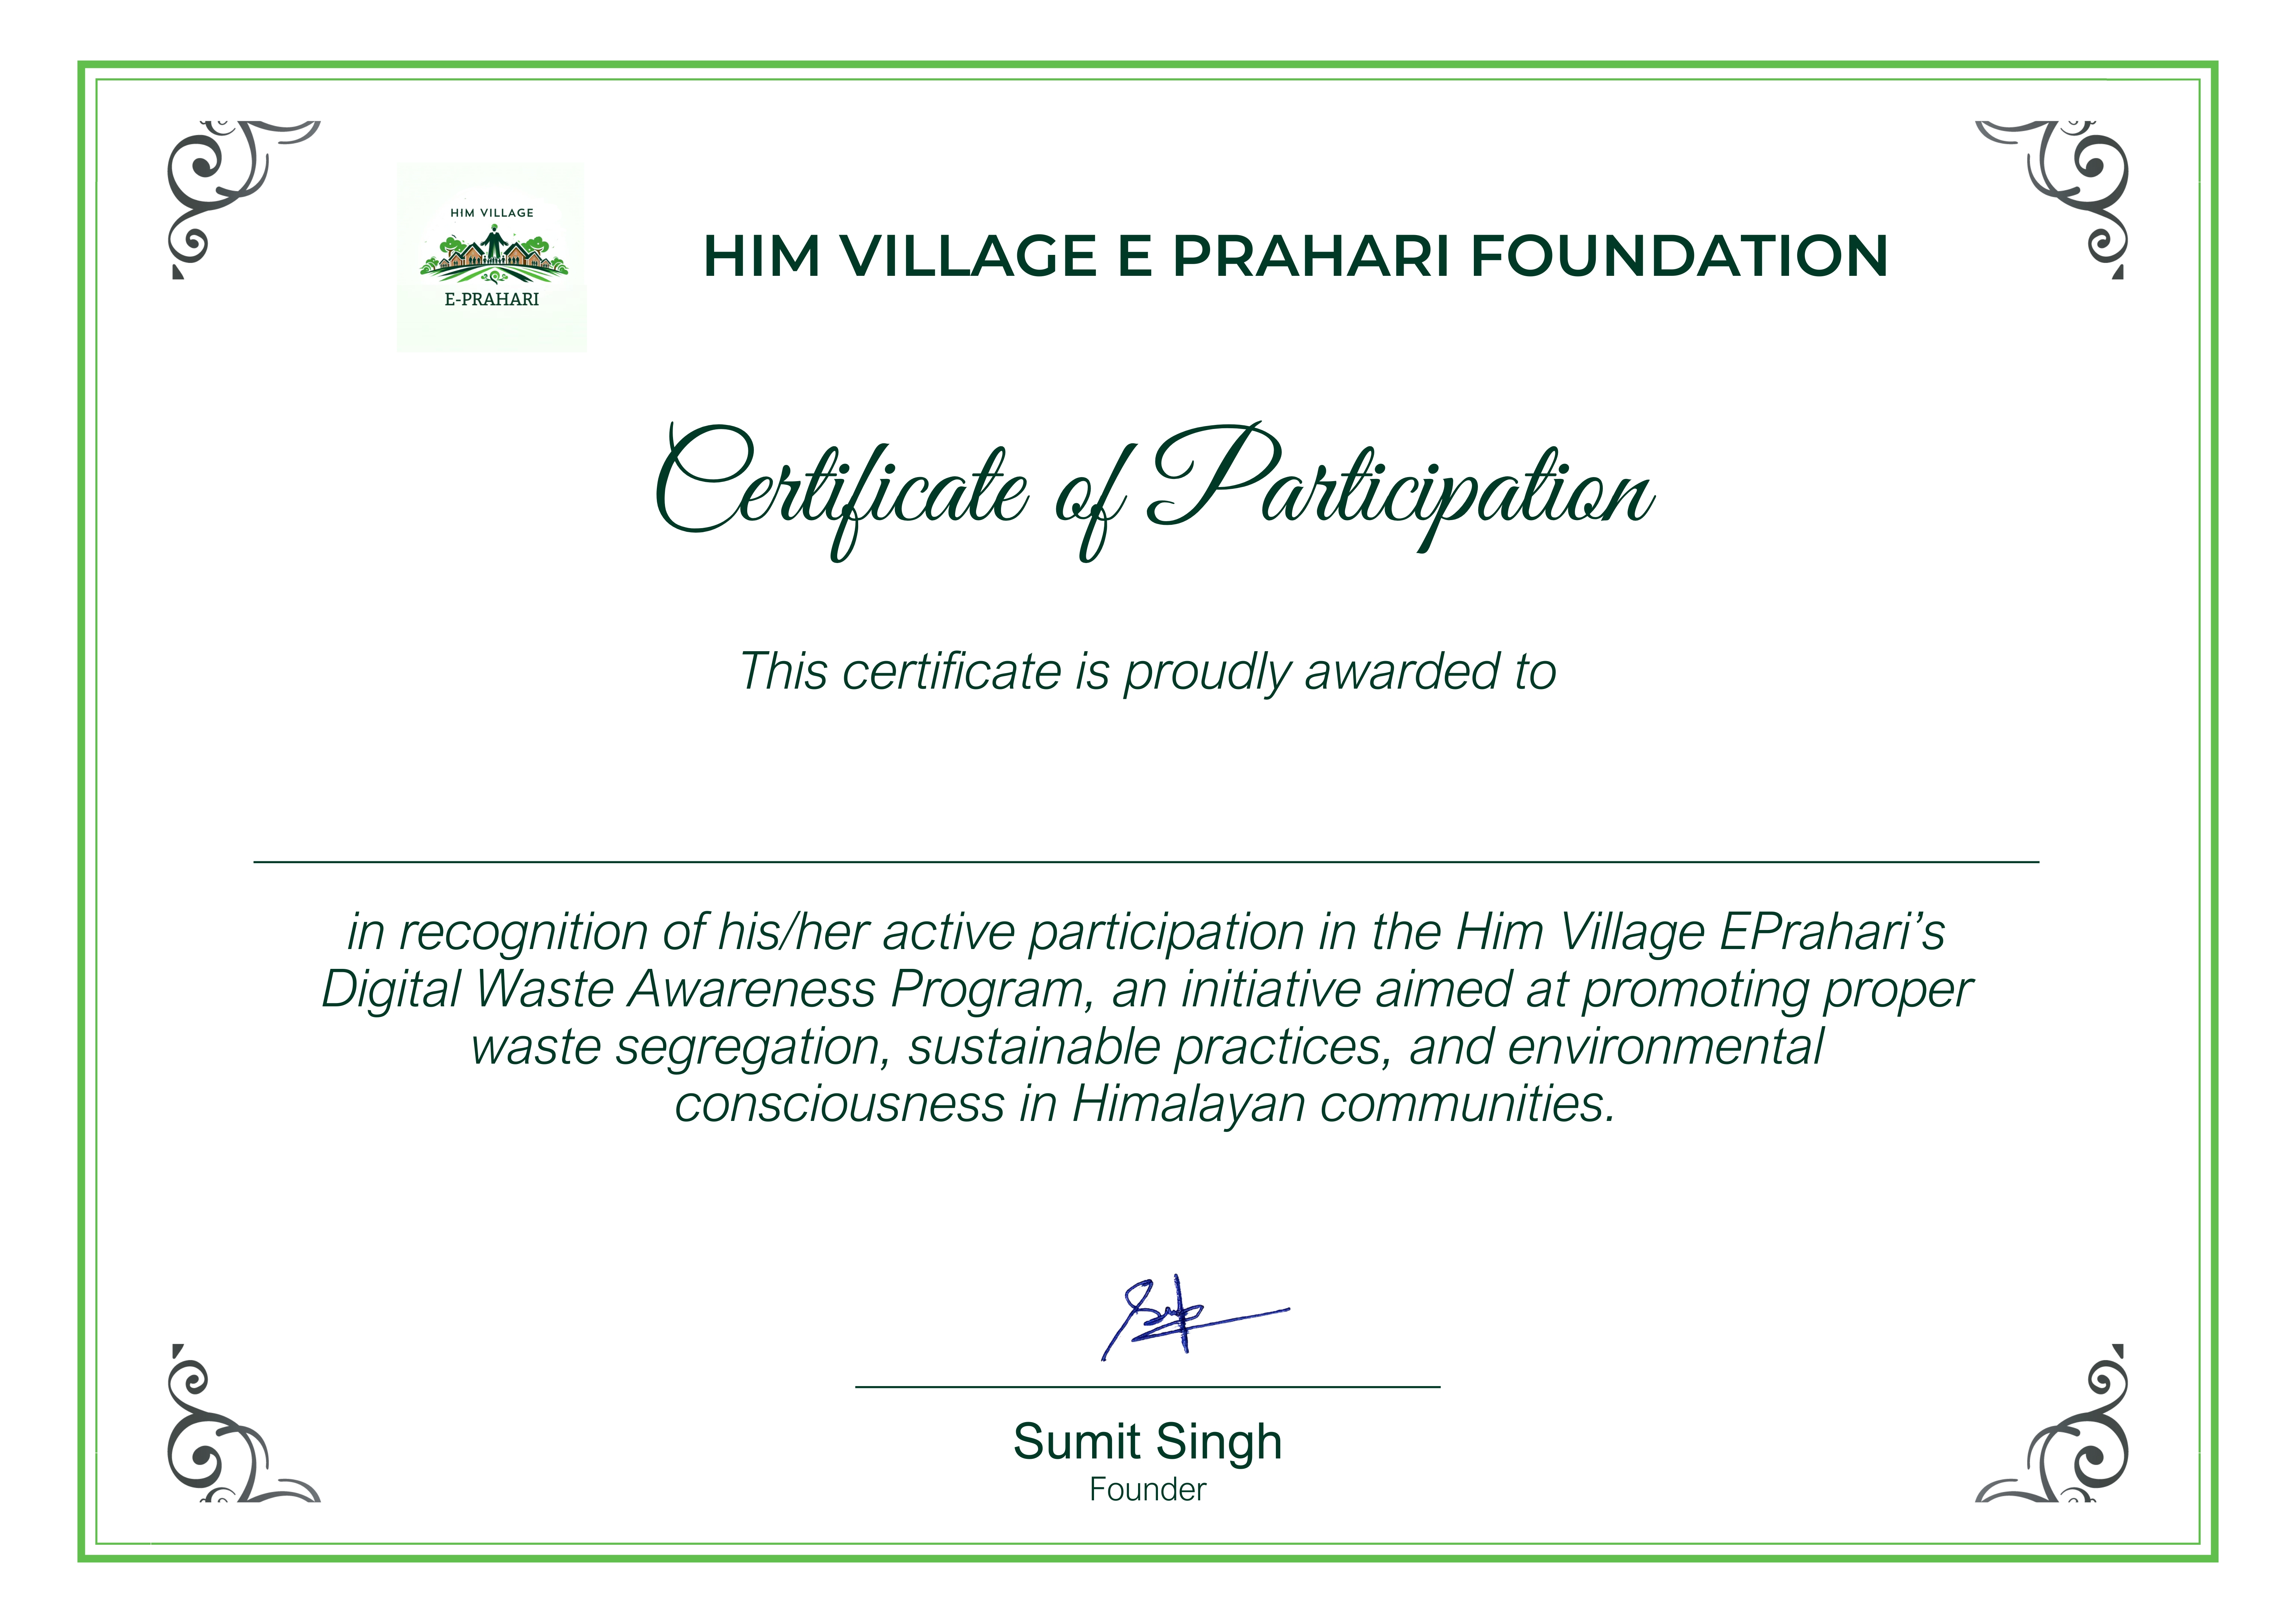 HIM VILLAGE
E-PRAHARI
HIM VILLAGE E PRAHARI FOUNDATION
Certificate of Participation
This certificate is proudly awarded to
in recognition of his/her active participation in the Him Village EPrahari’s
Digital Waste Awareness Program, an initiative aimed at promoting proper
waste segregation, sustainable practices, and environmental
consciousness in Himalayan communities.
Sumit Singh
Founder